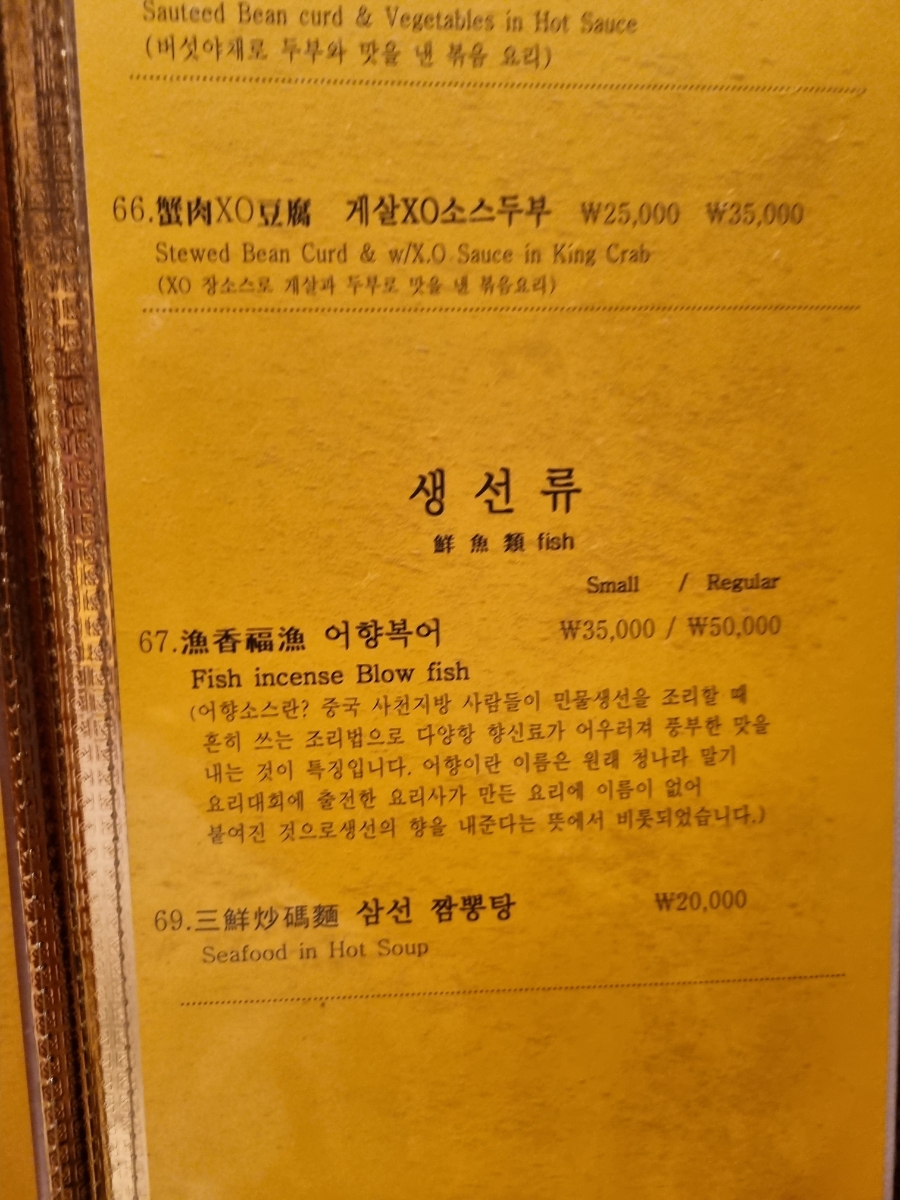 Sauteed Bean curd & Vegetables in Hot Sauce
(버섯야채로 두부와 맛을 낸 볶음 요리)
66.蟹肉XO豆腐 게살XO소스두부 ₩25,000 ₩35,000
Stewed Bean Curd & w/X.O Sauce in King Crab
(XO 장소스로 게살과 두부로 맛을 낸 볶음요리)
생선류
鮮魚類 fish
Small / Regular
67.漁香福漁 어향복어 ₩35,000 / ₩50,000
Fish incense Blow fish
(어향소스란? 중국 사천지방 사람들이 민물생선을 조리할 때
흔히 쓰는 조리법으로 다양항 향신료가 어우러져 풍부한 맛을
내는 것이 특징입니다. 어향이란 이름은 원래 청나라 말기
요리대회에 출전한 요리사가 만든 요리에 이름이 없어
붙여진 것으로생선의 향을 내준다는 뜻에서 비롯되었습니다.)
69.三鮮炒碼麵 삼선 짬뽕탕 ₩20,000
Seafood in Hot Soup